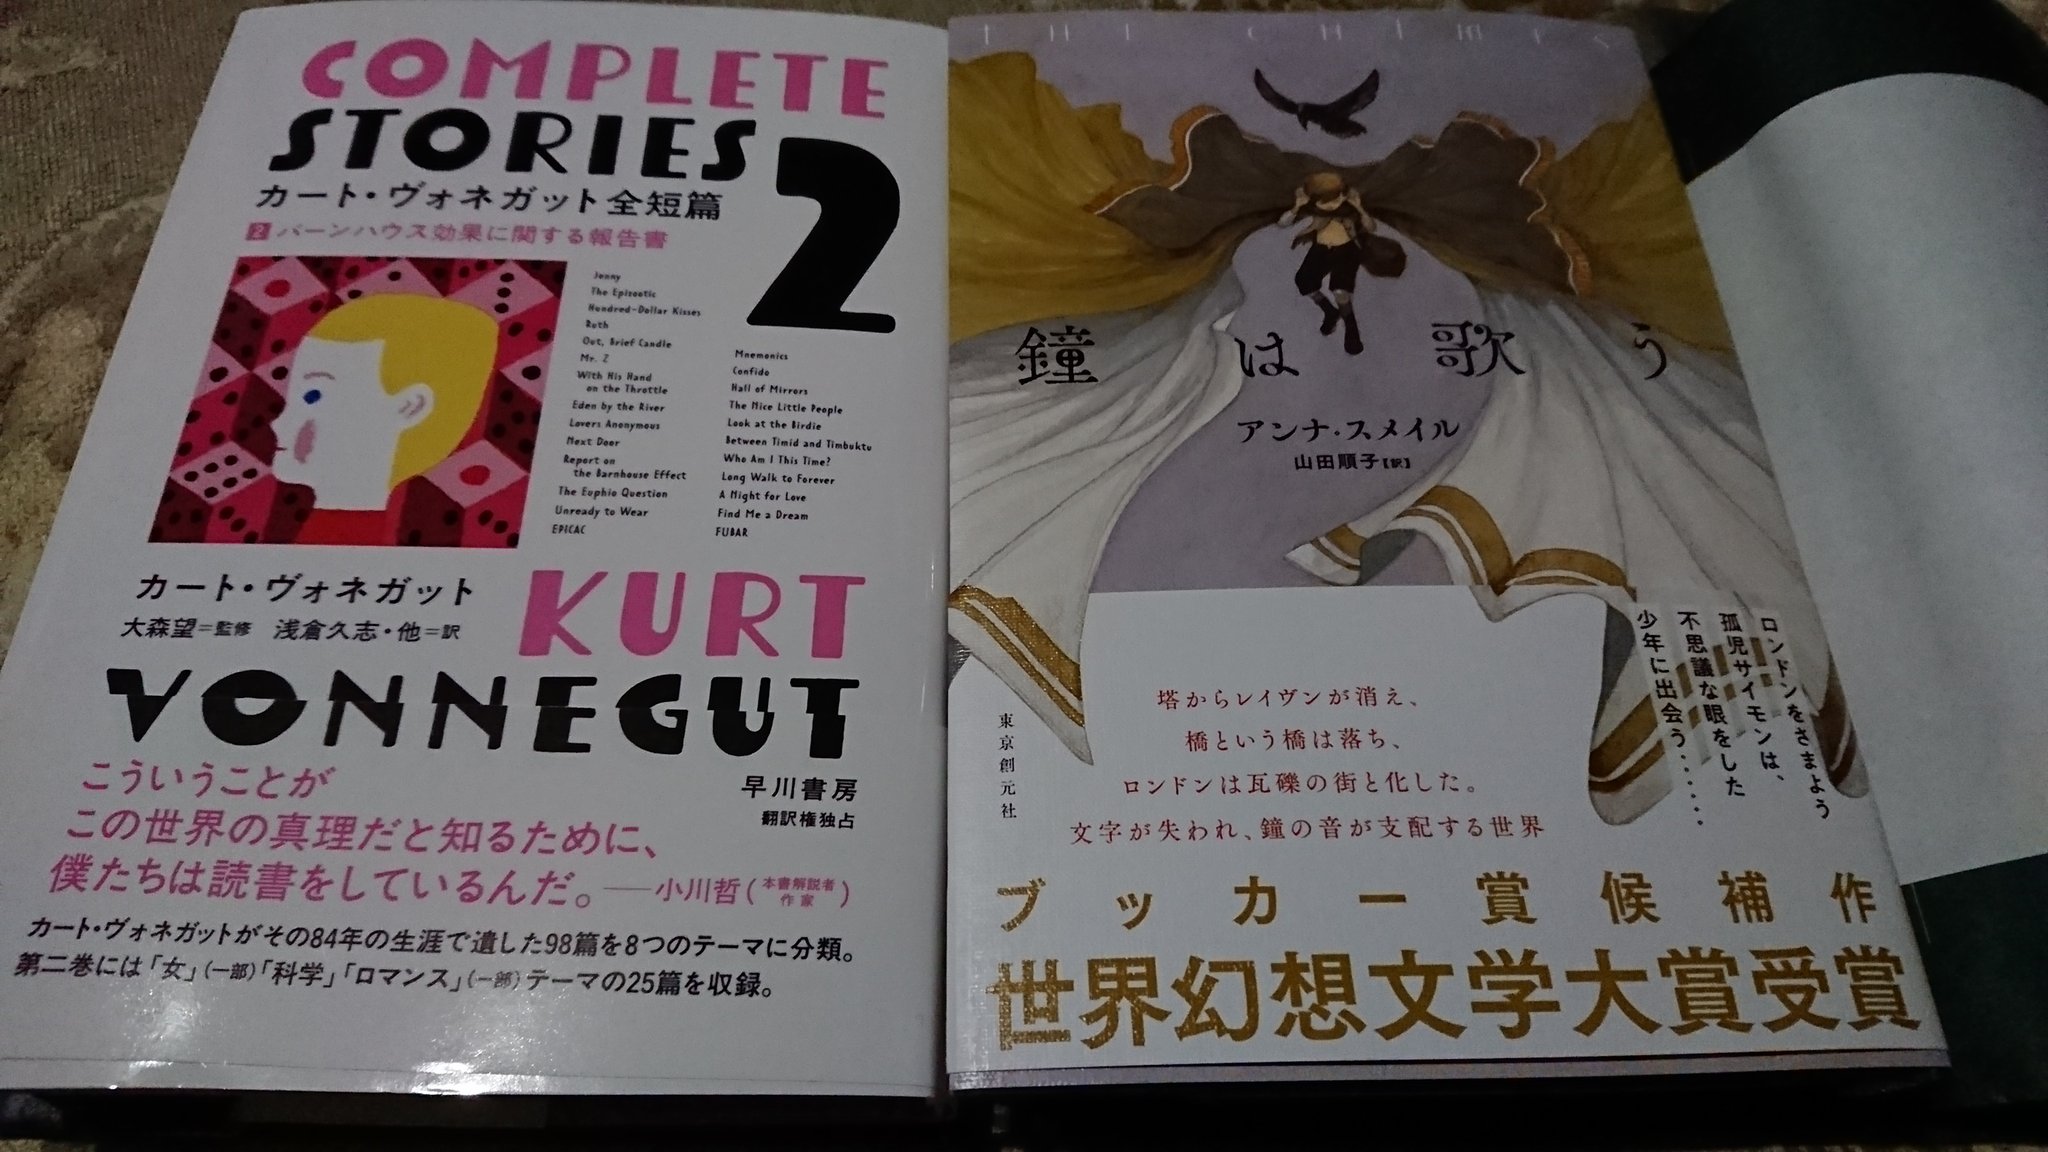 COMPLETE
STORIES 2
カート・ヴォネガット全短篇
2 バーンハウス効果に関する報告書
Jenny
The Epizootic
Hundred-Dollar Kisses
Ruth
Out, Brief Candle
Mr. Z
With His Hand
on the Throttle
Eden by the River
Lovers Anonymous
Next Door
Report on
the Barnhouse Effect
The Euphio Question
Unready to Wear
EPICAC
Mnemonics
Confido
Hall of Mirrors
The Nice Little People
Look at the Birdie
Between Timid and Timbuktu
Who Am I This Time?
Long Walk to Forever
A Night for Love
Find Me a Dream
FUBAR
カート・ヴォネガット
大森望=監修 浅倉久志・他=訳
KURT
VONNEGUT
早川書房
翻訳権独占
こういうことが
この世界の真理だと知るために、
僕たちは読書をしているんだ。──小川哲(本書解説者 作家)
カート・ヴォネガットがその84年の生涯で遺した98篇を8つのテーマに分類。
第二巻には「女」(一部)「科学」「ロマンス」(一部)テーマの25篇を収録。
THE CHIMES
鐘は歌う
アンナ・スメイル
山田順子【訳】
ロンドンをさまよう
孤児サイモンは、
不思議な眼をした
少年に出会う……
東京創元社
塔からレイヴンが消え、
橋という橋は落ち、
ロンドンは瓦礫の街と化した。
文字が失われ、鐘の音が支配する世界
ブッカー賞候補作
世界幻想文学大賞受賞